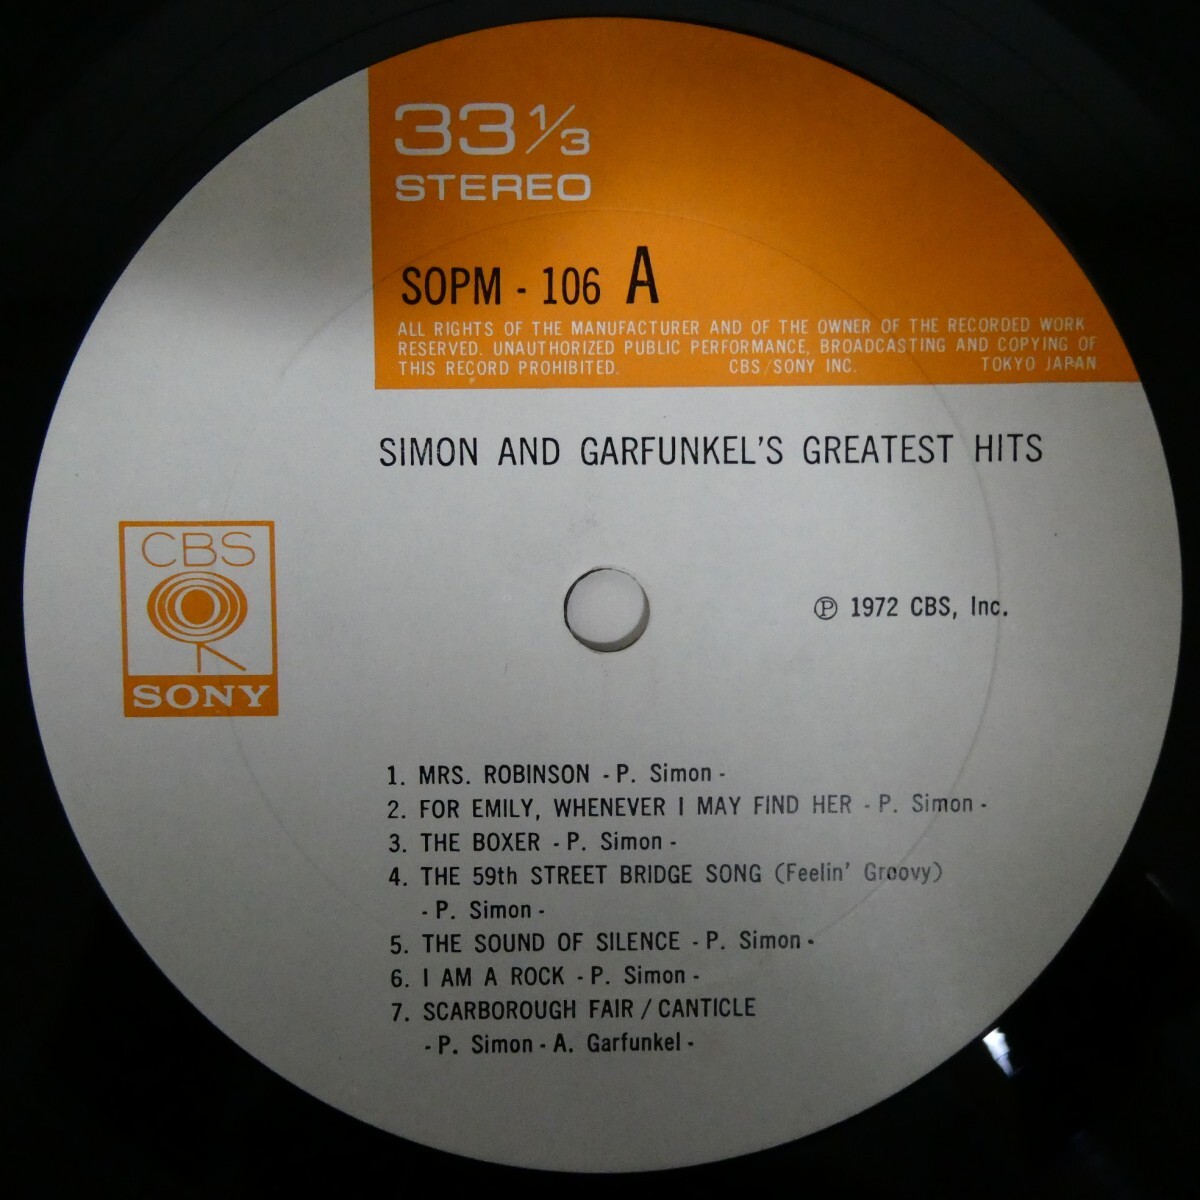 33 1/3
STEREO
SOPM - 106 A
ALL RIGHTS OF THE MANUFACTURER AND OF THE OWNER OF THE RECORDED WORK
RESERVED. UNAUTHORIZED PUBLIC PERFORMANCE, BROADCASTING AND COPYING OF
THIS RECORD PROHIBITED. CBS/SONY INC. TOKYO JAPAN
SIMON AND GARFUNKEL'S GREATEST HITS
CBS
SONY
℗ 1972 CBS, Inc.
1. MRS. ROBINSON - P. Simon -
2. FOR EMILY, WHENEVER I MAY FIND HER - P. Simon -
3. THE BOXER - P. Simon -
4. THE 59th STREET BRIDGE SONG (Feelin' Groovy)
- P. Simon -
5. THE SOUND OF SILENCE - P. Simon -
6. I AM A ROCK - P. Simon -
7. SCARBOROUGH FAIR / CANTICLE
- P. Simon - A. Garfunkel -